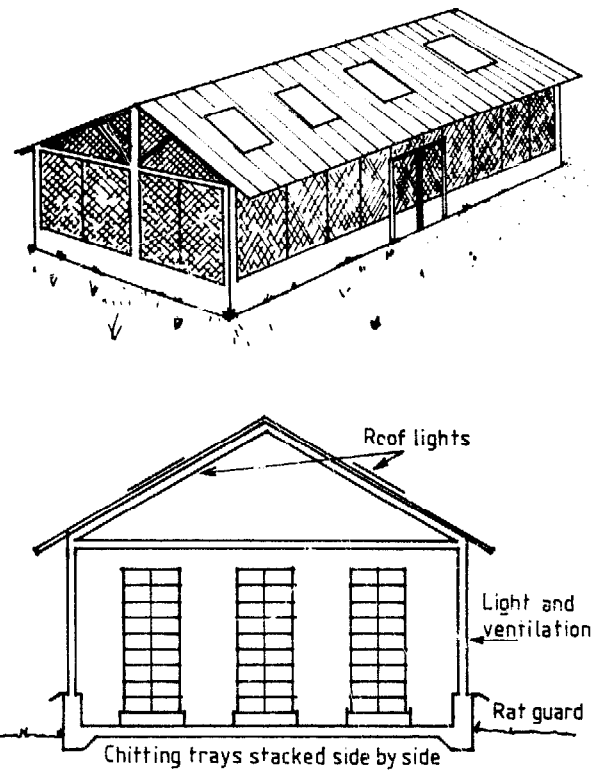 Roof lights
Light and
ventilation
Rat guard
Chitting trays stacked side by side